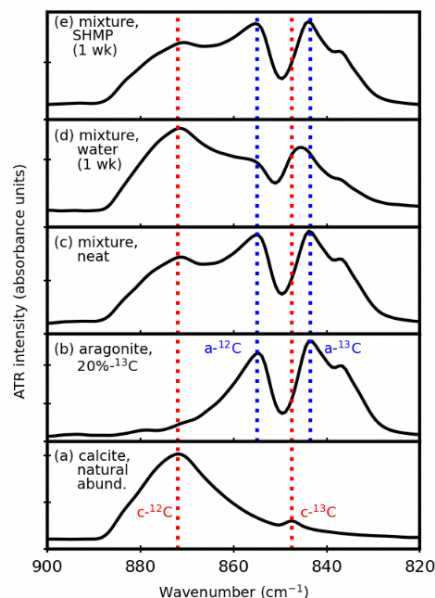 (e) mixture,
SHMP
(1 wk)
(d) mixture,
water
(1 wk)
(c) mixture,
neat
(b) aragonite,
20%-¹³C
a-¹²C
a-¹³C
(a) calcite,
natural
abund.
c-¹²C
c-¹³C
ATR intensity (absorbance units)
900
880
860
840
820
Wavenumber (cm⁻¹)